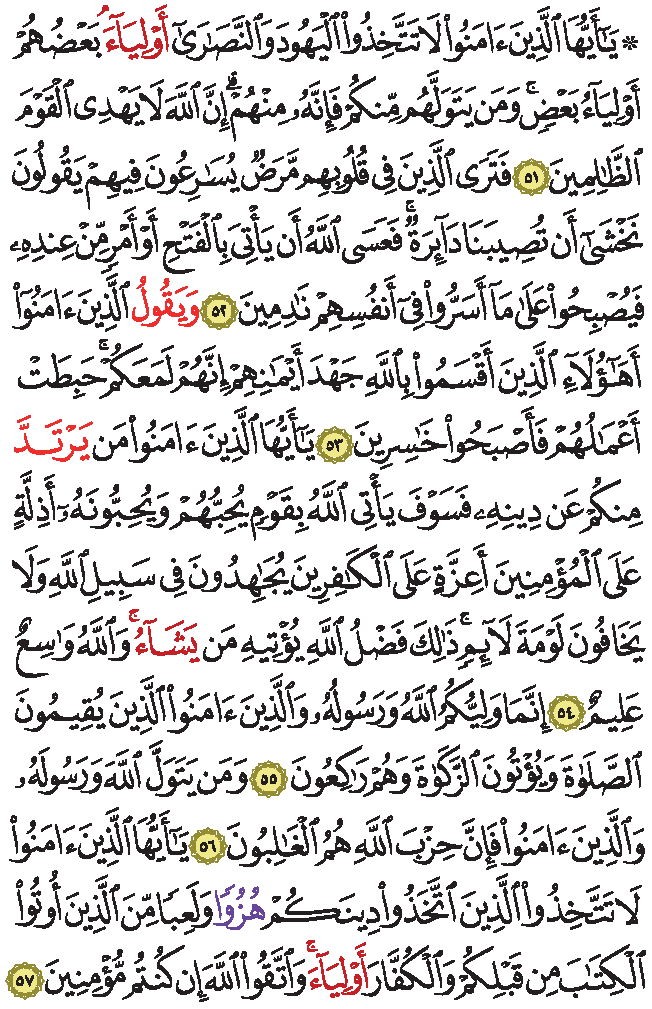 * يَٰٓأَيُّهَا ٱلَّذِينَ ءَامَنُوا۟ لَا تَتَّخِذُوا۟ ٱلْيَهُودَ وَٱلنَّصَٰرَىٰٓ أَوْلِيَآءَ ۘ بَعْضُهُمْ
أَوْلِيَآءُ بَعْضٍۢ ۚ وَمَن يَتَوَلَّهُم مِّنكُمْ فَإِنَّهُۥ مِنْهُمْ ۗ إِنَّ ٱللَّهَ لَا يَهْدِى ٱلْقَوْمَ
ٱلظَّٰلِمِينَ ٥١ فَتَرَى ٱلَّذِينَ فِى قُلُوبِهِم مَّرَضٌۭ يُسَٰرِعُونَ فِيهِمْ يَقُولُونَ
نَخْشَىٰٓ أَن تُصِيبَنَا دَآئِرَةٌۭ ۚ فَعَسَى ٱللَّهُ أَن يَأْتِىَ بِٱلْفَتْحِ أَوْ أَمْرٍۢ مِّنْ عِندِهِۦ
فَيُصْبِحُوا۟ عَلَىٰ مَآ أَسَرُّوا۟ فِىٓ أَنفُسِهِمْ نَٰدِمِينَ ٥٢ وَيَقُولُ ٱلَّذِينَ ءَامَنُوٓا۟
أَهَٰٓؤُلَآءِ ٱلَّذِينَ أَقْسَمُوا۟ بِٱللَّهِ جَهْدَ أَيْمَٰنِهِمْ إِنَّهُمْ لَمَعَكُمْ ۚ حَبِطَتْ
أَعْمَٰلُهُمْ فَأَصْبَحُوا۟ خَٰسِرِينَ ٥٣ يَٰٓأَيُّهَا ٱلَّذِينَ ءَامَنُوا۟ مَن يَرْتَدَّ
مِنكُمْ عَن دِينِهِۦ فَسَوْفَ يَأْتِى ٱللَّهُ بِقَوْمٍۢ يُحِبُّهُمْ وَيُحِبُّونَهُۥٓ أَذِلَّةٍ
عَلَى ٱلْمُؤْمِنِينَ أَعِزَّةٍ عَلَى ٱلْكَٰفِرِينَ يُجَٰهِدُونَ فِى سَبِيلِ ٱللَّهِ وَلَا
يَخَافُونَ لَوْمَةَ لَآئِمٍۢ ۚ ذَٰلِكَ فَضْلُ ٱللَّهِ يُؤْتِيهِ مَن يَشَآءُ ۚ وَٱللَّهُ وَٰسِعٌ
عَلِيمٌ ٥٤ إِنَّمَا وَلِيُّكُمُ ٱللَّهُ وَرَسُولُهُۥ وَٱلَّذِينَ ءَامَنُوا۟ ٱلَّذِينَ يُقِيمُونَ
ٱلصَّلَوٰةَ وَيُؤْتُونَ ٱلزَّكَوٰةَ وَهُمْ رَٰكِعُونَ ٥٥ وَمَن يَتَوَلَّ ٱللَّهَ وَرَسُولَهُۥ
وَٱلَّذِينَ ءَامَنُوا۟ فَإِنَّ حِزْبَ ٱللَّهِ هُمُ ٱلْغَٰلِبُونَ ٥٦ يَٰٓأَيُّهَا ٱلَّذِينَ ءَامَنُوا۟
لَا تَتَّخِذُوا۟ ٱلَّذِينَ ٱتَّخَذُوا۟ دِينَكُمْ هُزُوًۭا وَلَعِبًۭا مِّنَ ٱلَّذِينَ أُوتُوا۟
ٱلْكِتَٰبَ مِن قَبْلِكُمْ وَٱلْكُفَّارَ أَوْلِيَآءَ ۚ وَٱتَّقُوا۟ ٱللَّهَ إِن كُنتُم مُّؤْمِنِينَ ٥٧